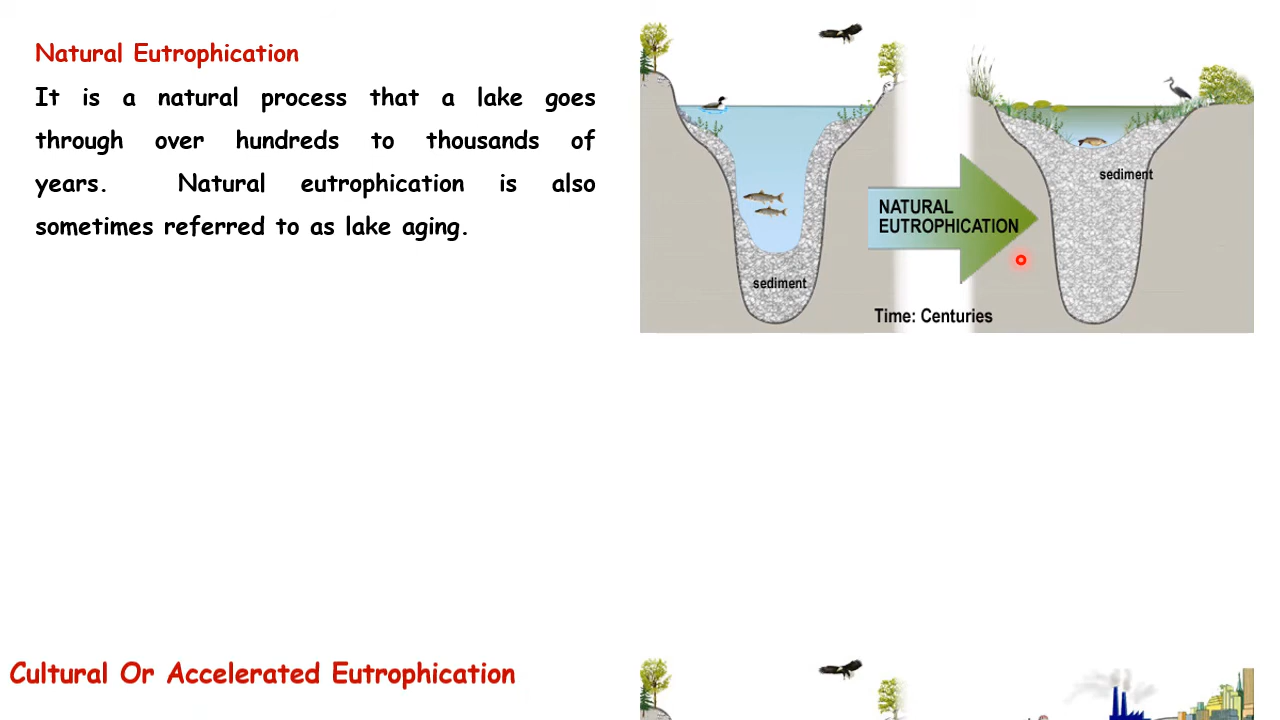 Natural Eutrophication
It is a natural process that a lake goes
through over hundreds to thousands of
years. Natural eutrophication is also
sometimes referred to as lake aging.
sediment
NATURAL
EUTROPHICATION
Time: Centuries
sediment
Cultural Or Accelerated Eutrophication